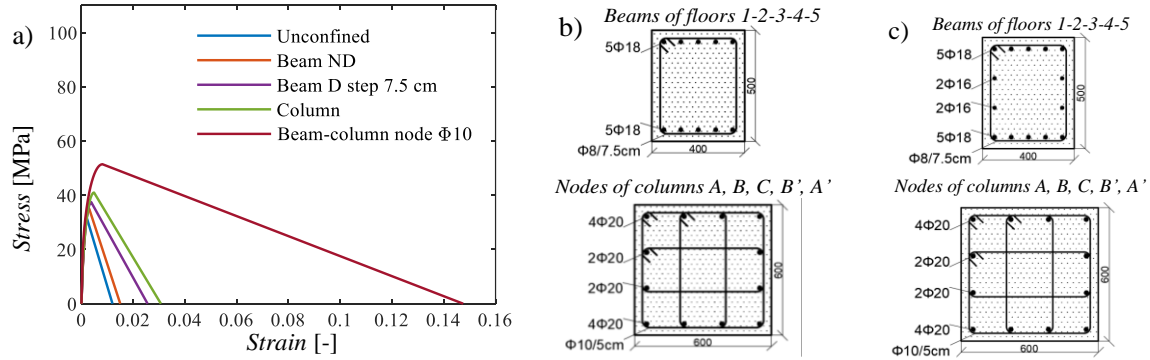 a)
Stress [MPa]
100
80
60
40
20
0
Unconfined
Beam ND
Beam D step 7.5 cm
Column
Beam-column node Φ10
0 0.02 0.04 0.06 0.08 0.1 0.12 0.14 0.16
Strain [-]
b)
Beams of floors 1-2-3-4-5
5Φ18
5Φ18
Φ8/7.5cm
400
500
Nodes of columns A, B, C, B', A'
4Φ20
2Φ20
2Φ20
4Φ20
Φ10/5cm
600
600
c)
Beams of floors 1-2-3-4-5
5Φ18
2Φ16
2Φ16
5Φ18
Φ8/7.5cm
400
500
Nodes of columns A, B, C, B', A'
4Φ20
2Φ20
2Φ20
4Φ20
Φ10/5cm
600
600